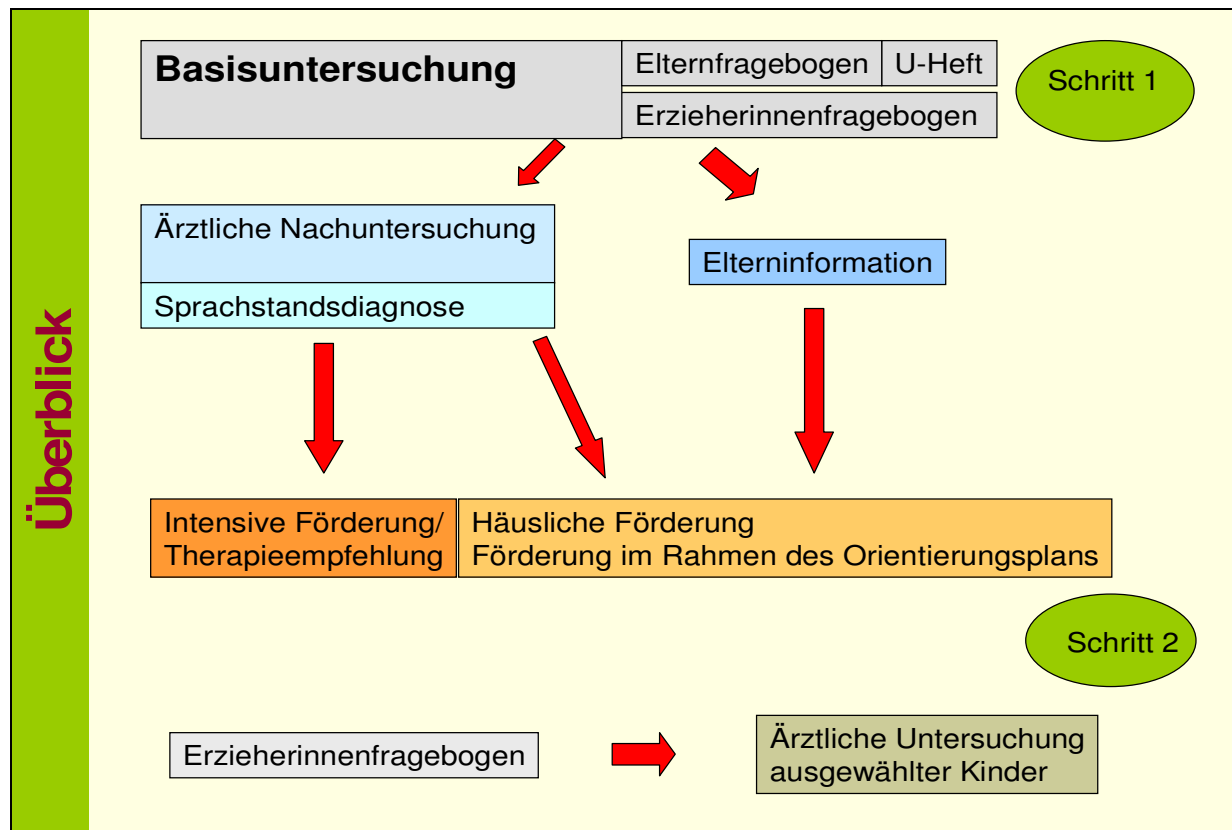 Überblick
Basisuntersuchung
Elternfragebogen
U-Heft
Erzieherinnenfragebogen
Schritt 1
Ärztliche Nachuntersuchung
Sprachstandsdiagnose
Elterninformation
Intensive Förderung/
Therapieempfehlung
Häusliche Förderung
Förderung im Rahmen des Orientierungsplans
Schritt 2
Erzieherinnenfragebogen
Ärztliche Untersuchung
ausgewählter Kinder